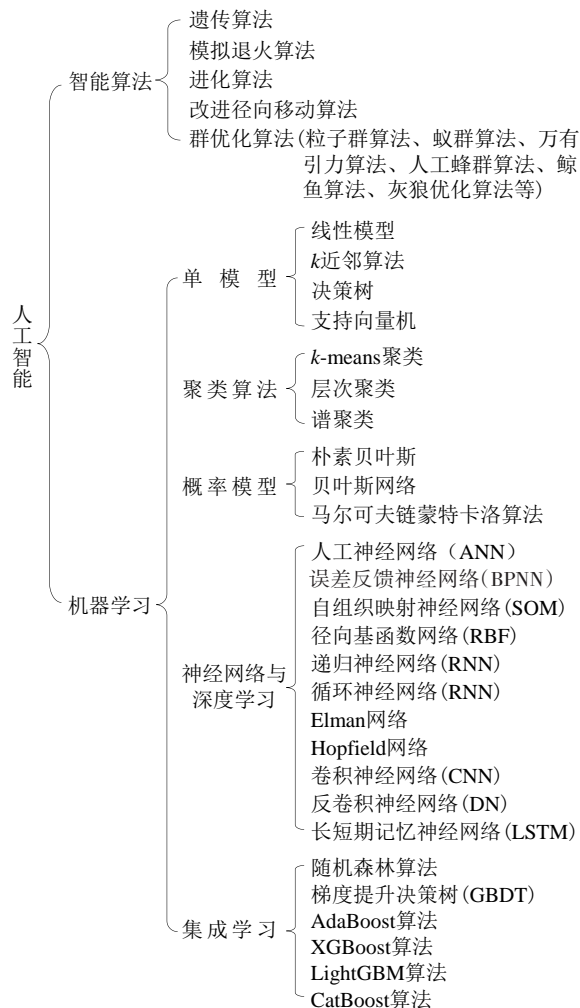 遗传算法
模拟退火算法
智能算法
进化算法
改进径向移动算法
群优化算法(粒子群算法、蚁群算法、万有
引力算法、人工蜂群算法、鲸
鱼算法、灰狼优化算法等)
人工智能
线性模型
k近邻算法
单模型
决策树
支持向量机
k-means聚类
聚类算法
层次聚类
谱聚类
朴素贝叶斯
概率模型
贝叶斯网络
马尔可夫链蒙特卡洛算法
机器学习
人工神经网络（ANN）
误差反馈神经网络(BPNN)
自组织映射神经网络(SOM)
径向基函数网络(RBF)
神经网络与
深度学习
递归神经网络(RNN)
循环神经网络(RNN)
Elman网络
Hopfield网络
卷积神经网络(CNN)
反卷积神经网络(DN)
长短期记忆神经网络(LSTM)
随机森林算法
梯度提升决策树(GBDT)
集成学习
AdaBoost算法
XGBoost算法
LightGBM算法
CatBoost算法